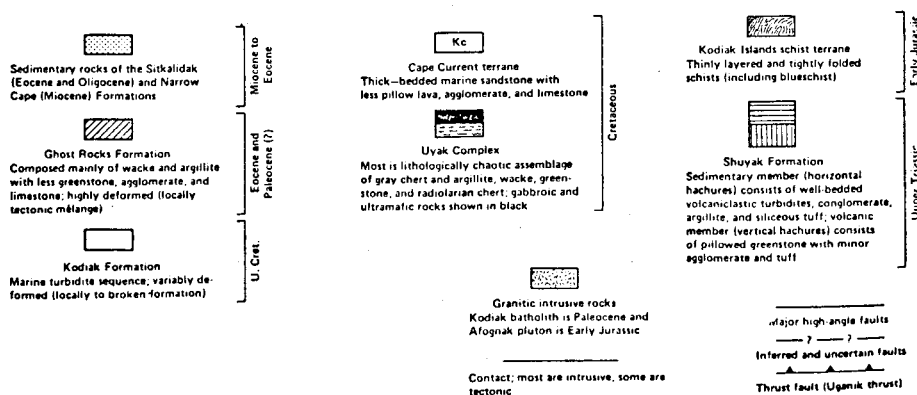 Sedimentary rocks of the Sitkalidak
(Eocene and Oligocene) and Narrow
Cape (Miocene) Formations
Miocene to
Eocene
Ghost Rocks Formation
Composed mainly of wacke and argillite
with less greenstone, agglomerate, and
limestone; highly deformed (locally
tectonic mélange)
Eocene and
Paleocene (?)
Kodiak Formation
Marine turbidite sequence; variably de-
formed (locally to broken formation)
U. Cret.
Kc
Cape Current terrane
Thick-bedded marine sandstone with
less pillow lava, agglomerate, and limestone
Uyak Complex
Most is lithologically chaotic assemblage
of gray chert and argillite, wacke, green-
stone, and radiolarian chert; gabbroic and
ultramafic rocks shown in black
Cretaceous
Granitic intrusive rocks
Kodiak batholith is Paleocene and
Afognak pluton is Early Jurassic
Contact; most are intrusive, some are
tectonic
Kodiak Islands schist terrane
Thinly layered and tightly folded
schists (including blueschist)
Early Jurassic
Shuyak Formation
Sedimentary member (horizontal
hachures) consists of well-bedded
volcaniclastic turbidites, conglomerate,
argillite, and siliceous tuff; volcanic
member (vertical hachures) consists
of pillowed greenstone with minor
agglomerate and tuff
Upper Triassic
Major high-angle faults
? ?
Inferred and uncertain faults
Thrust fault (Uganik thrust)